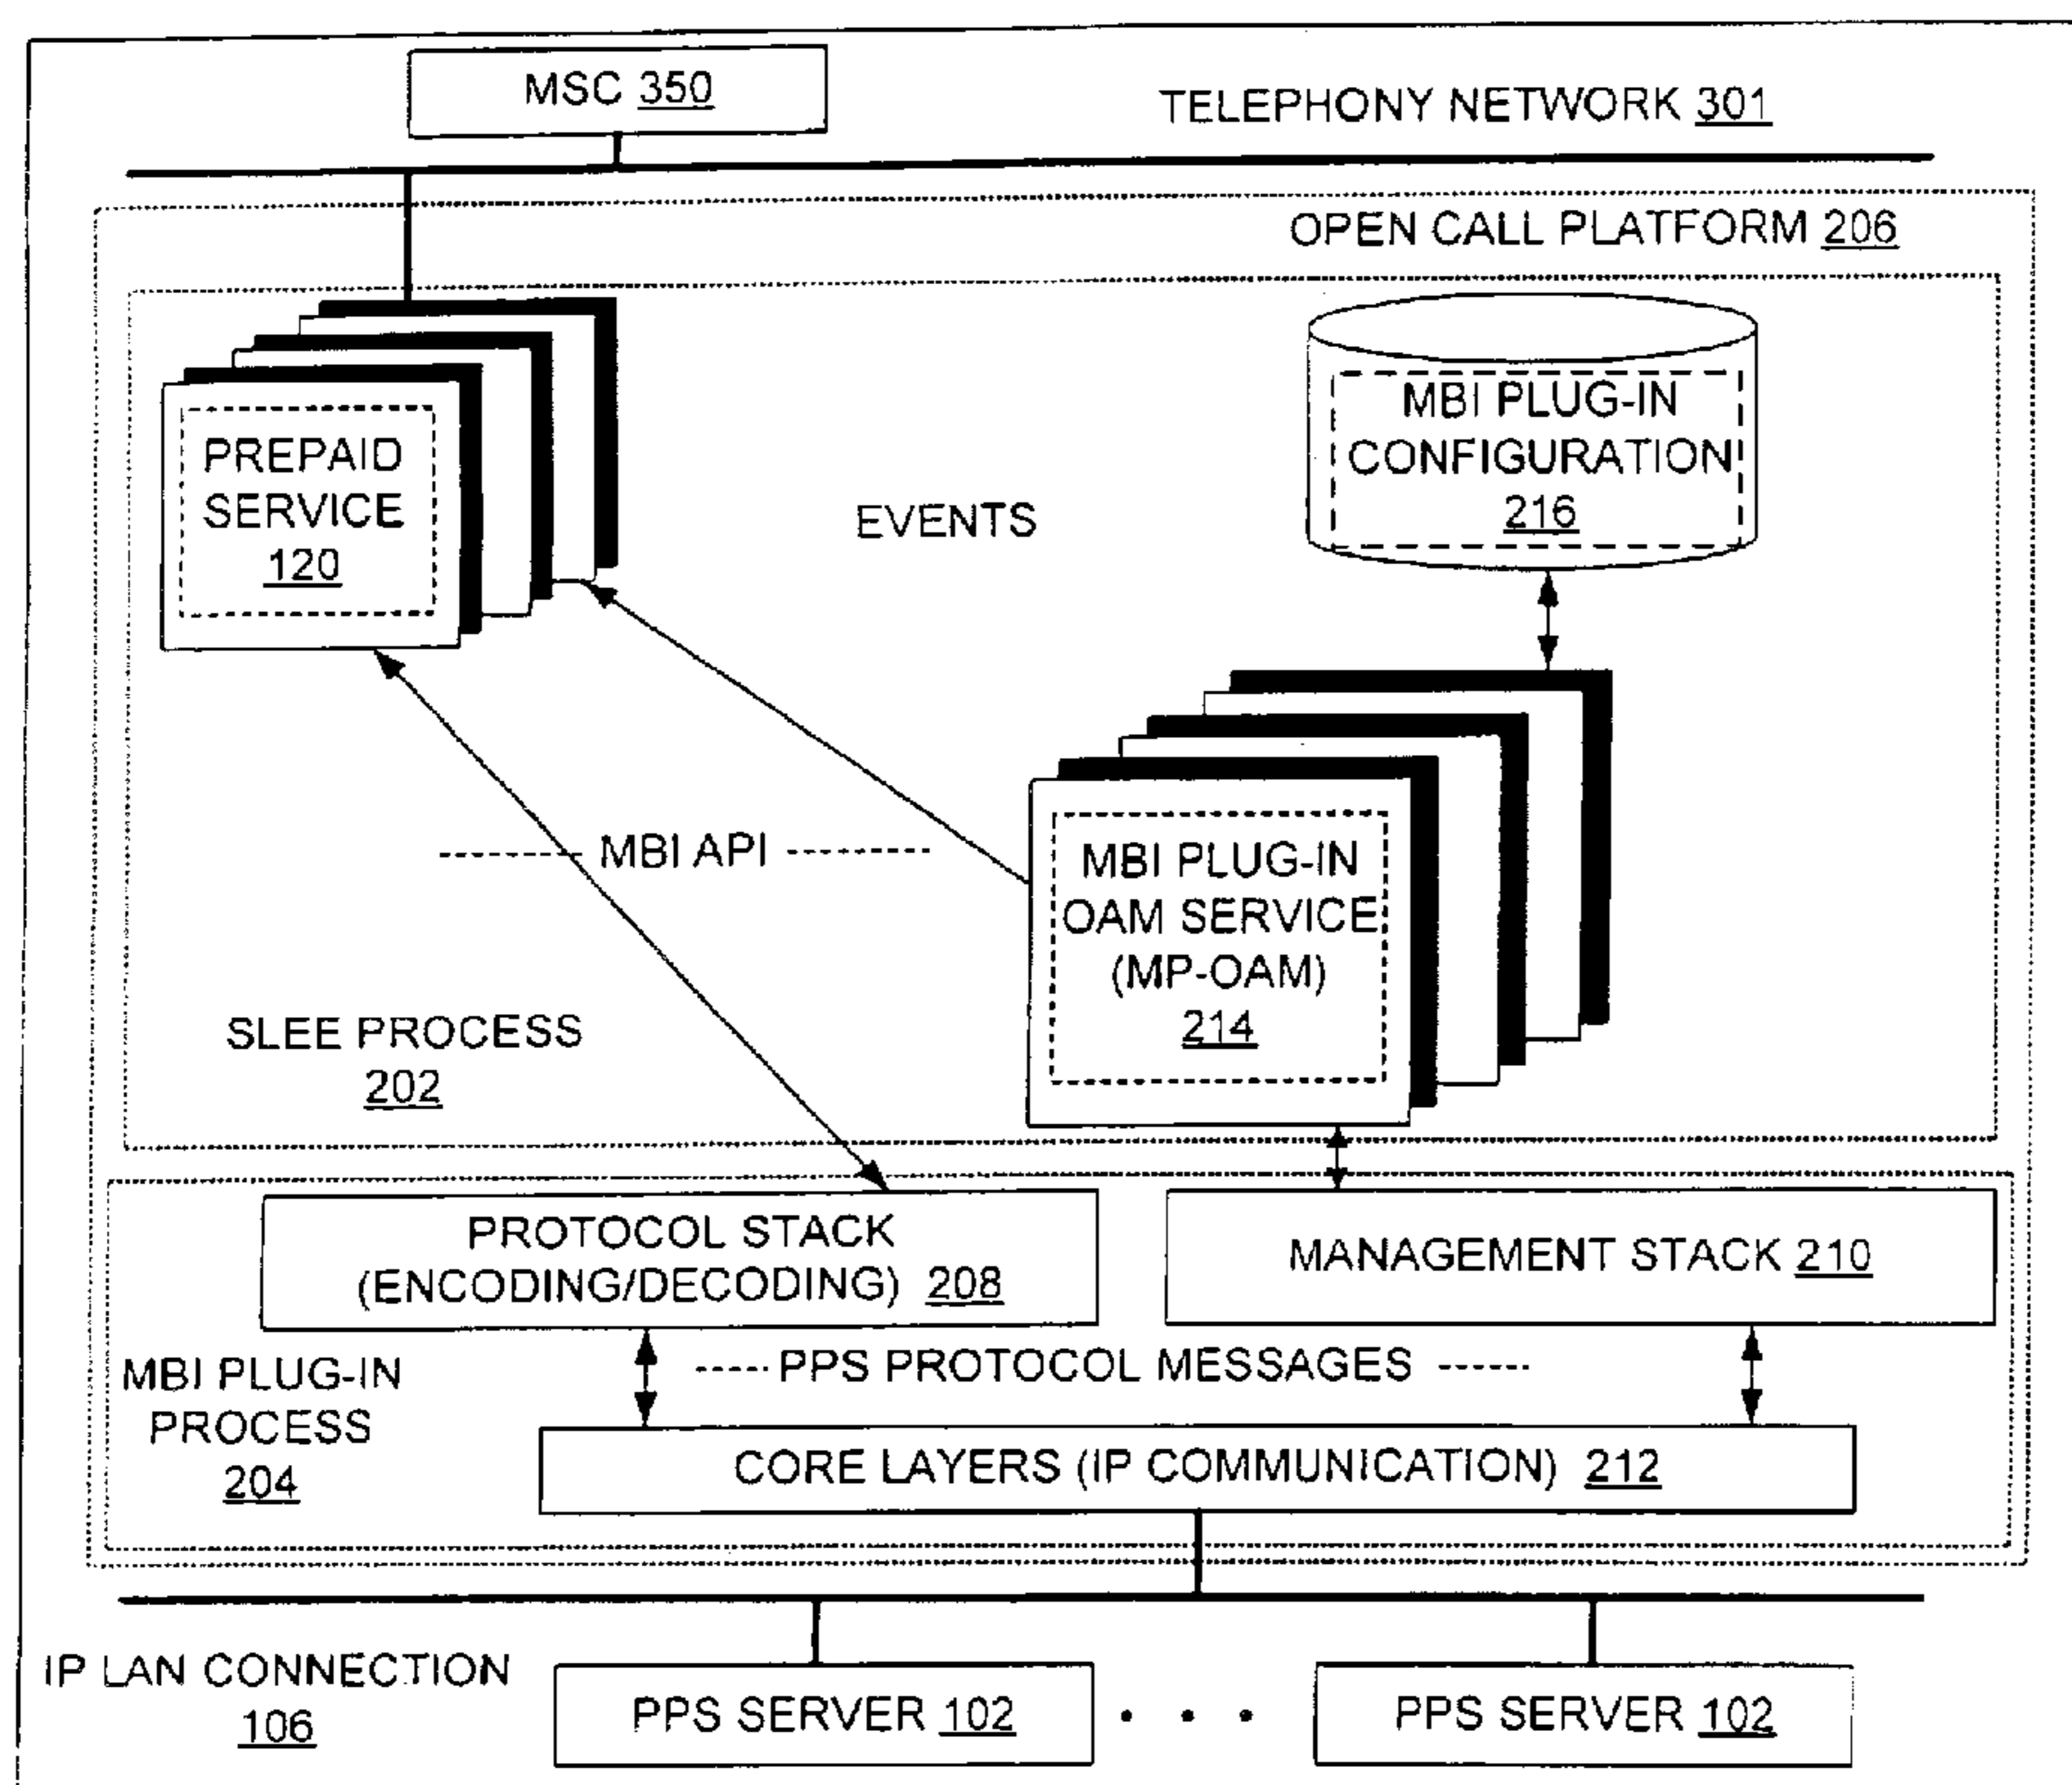 MSC 350
TELEPHONY NETWORK 301
OPEN CALL PLATFORM 206
PREPAID
SERVICE
120
EVENTS
MBI PLUG-IN
CONFIGURATION
216
MBI API
MBI PLUG-IN
OAM SERVICE
(MP-OAM)
214
SLEE PROCESS
202
PROTOCOL STACK
(ENCODING/DECODING) 208
MANAGEMENT STACK 210
PPS PROTOCOL MESSAGES
MBI PLUG-IN
PROCESS
204
CORE LAYERS (IP COMMUNICATION) 212
IP LAN CONNECTION
106
PPS SERVER 102
PPS SERVER 102